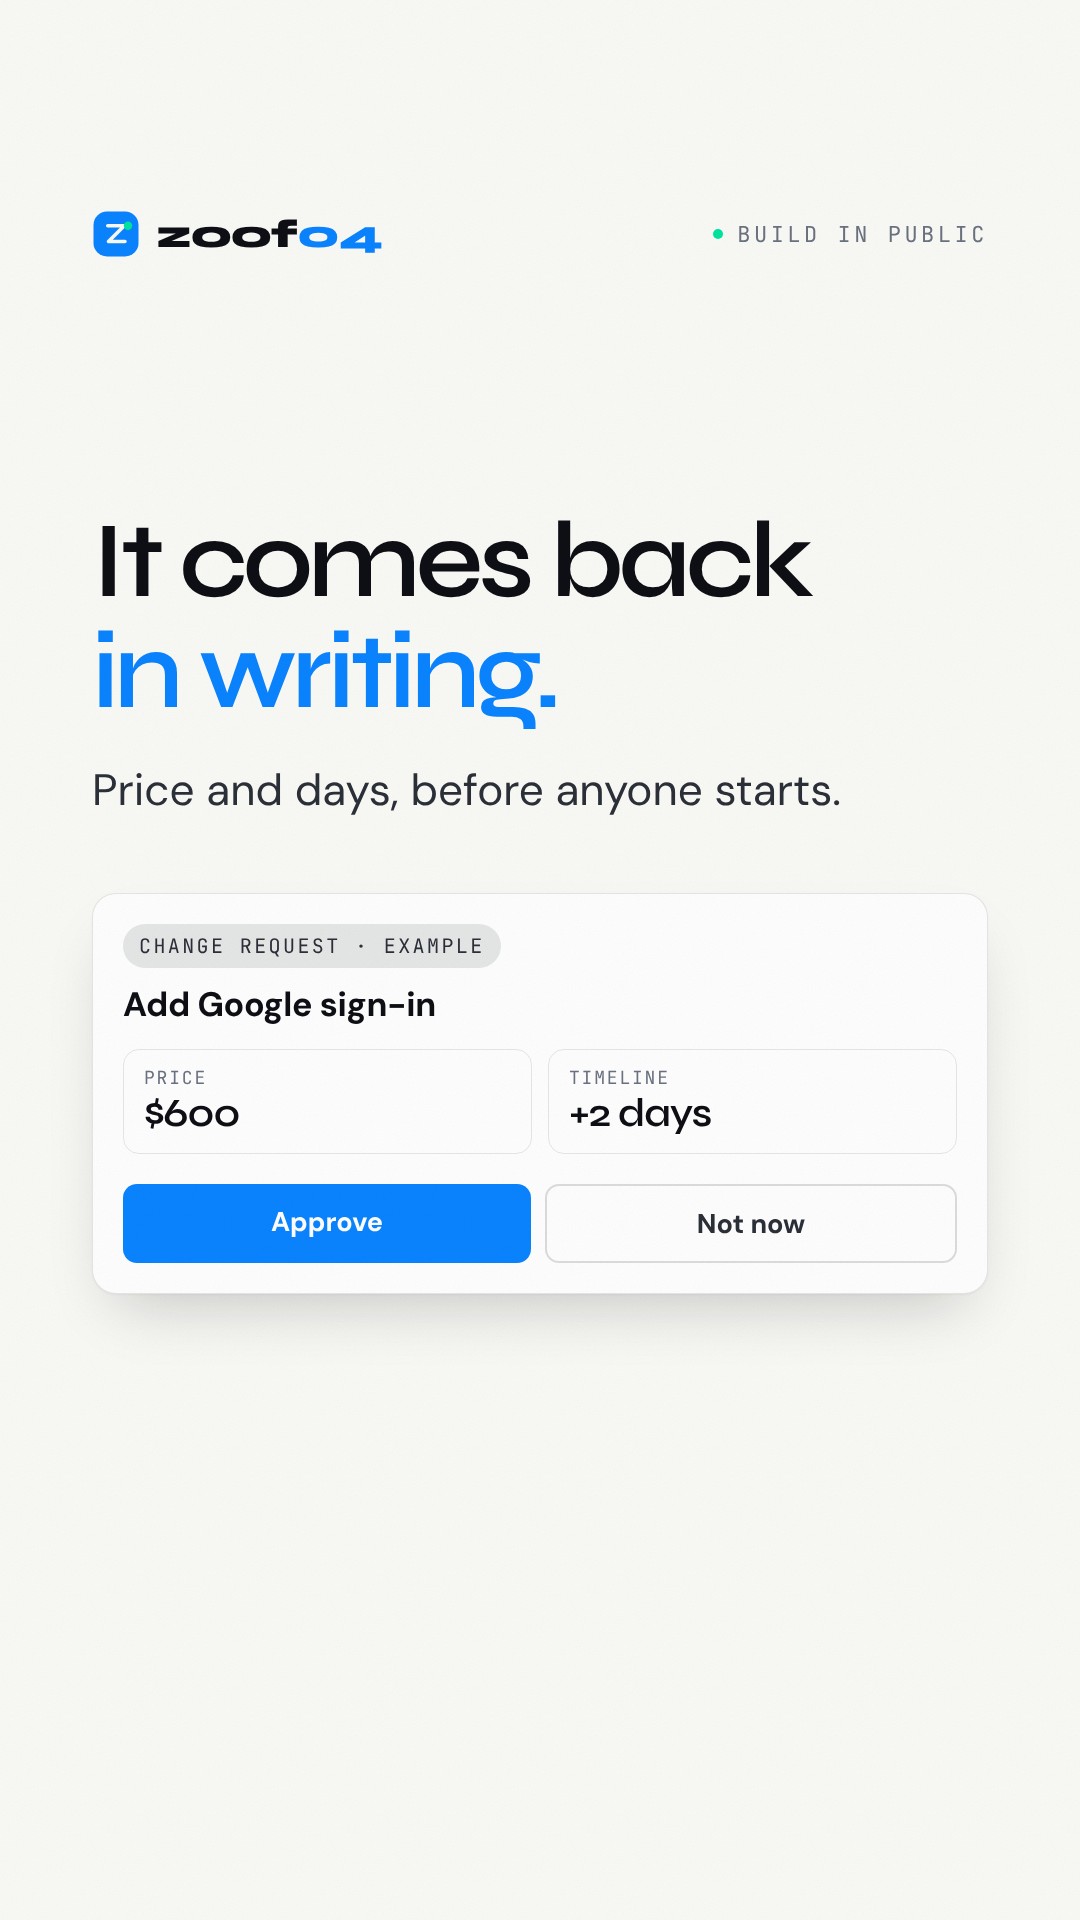 Z zoof04
BUILD IN PUBLIC
It comes back
in writing.
Price and days, before anyone starts.
CHANGE REQUEST · EXAMPLE
Add Google sign-in
PRICE
$600
TIMELINE
+2 days
Approve
Not now